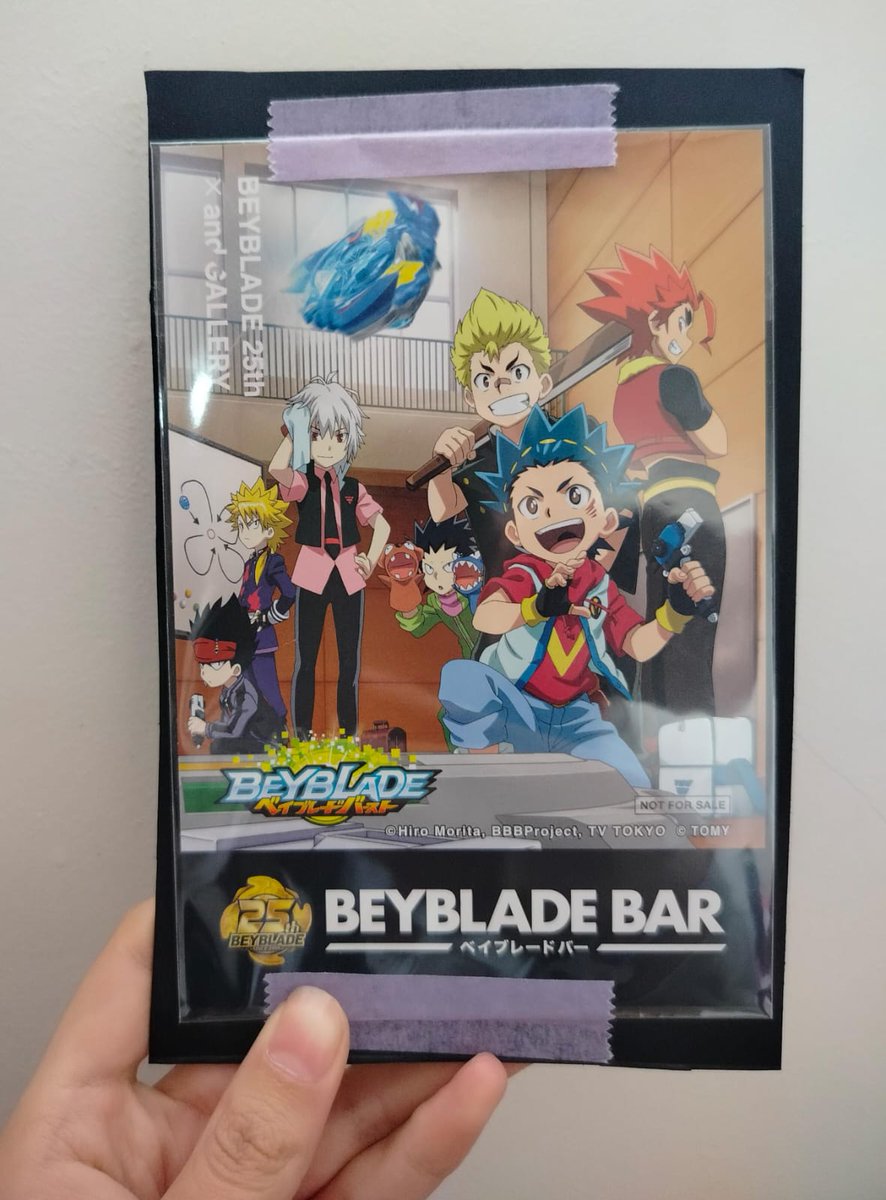 BEYBLADE 25th
× and GALLERY
BEYBLADE
ベイブレードバースト
NOT FOR SALE
©Hiro Morita, BBBProject, TV TOKYO © TOMY
25th
BEYBLADE
BEYBLADE BAR
ベイブレードバー